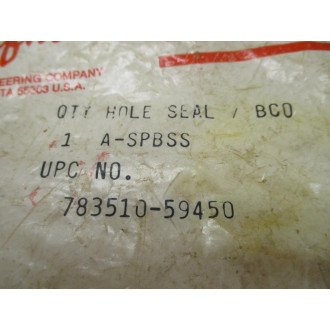 EERING COMPANY
TA 55303 U.S.A.
QTY HOLE SEAL / BCO
1 A-SPBSS
UPC NO.
783510-59450